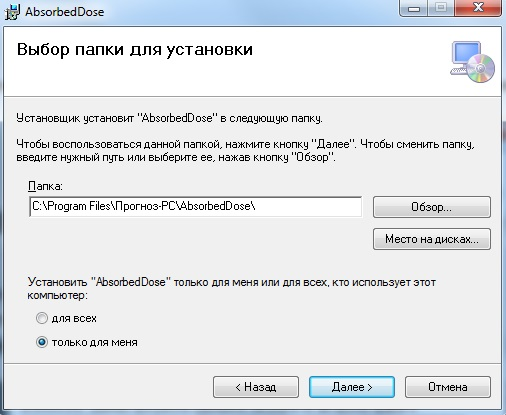 AbsorbedDose
Выбор папки для установки
Установщик установит "AbsorbedDose" в следующую папку.
Чтобы воспользоваться данной папкой, нажмите кнопку "Далее". Чтобы сменить папку,
введите нужный путь или выберите ее, нажав кнопку "Обзор".
Папка:
C:\Program Files\Прогноз-РС\AbsorbedDose\
Обзор...
Место на дисках...
Установить "AbsorbedDose" только для меня или для всех, кто использует этот
компьютер:
для всех
только для меня
< Назад
Далее >
Отмена